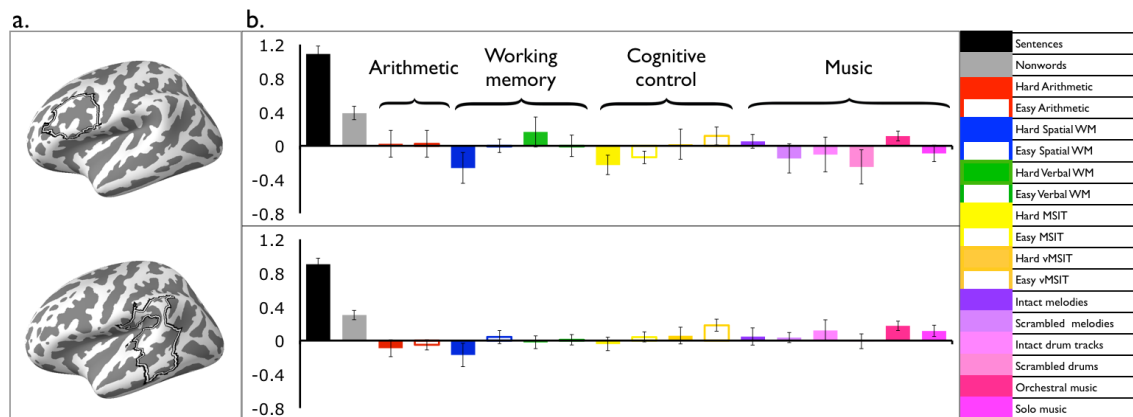 a.
b.
1.2
0.8
0.4
0
-0.4
-0.8
Arithmetic
Working
memory
Cognitive
control
Music
1.2
0.8
0.4
0
-0.4
-0.8
Sentences
Nonwords
Hard Arithmetic
Easy Arithmetic
Hard Spatial WM
Easy Spatial WM
Hard Verbal WM
Easy Verbal WM
Hard MSIT
Easy MSIT
Hard vMSIT
Easy vMSIT
Intact melodies
Scrambled melodies
Intact drum tracks
Scrambled drums
Orchestral music
Solo music